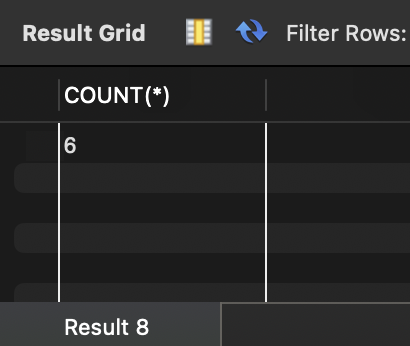 Result Grid Filter Rows:
COUNT(*)
6
Result 8